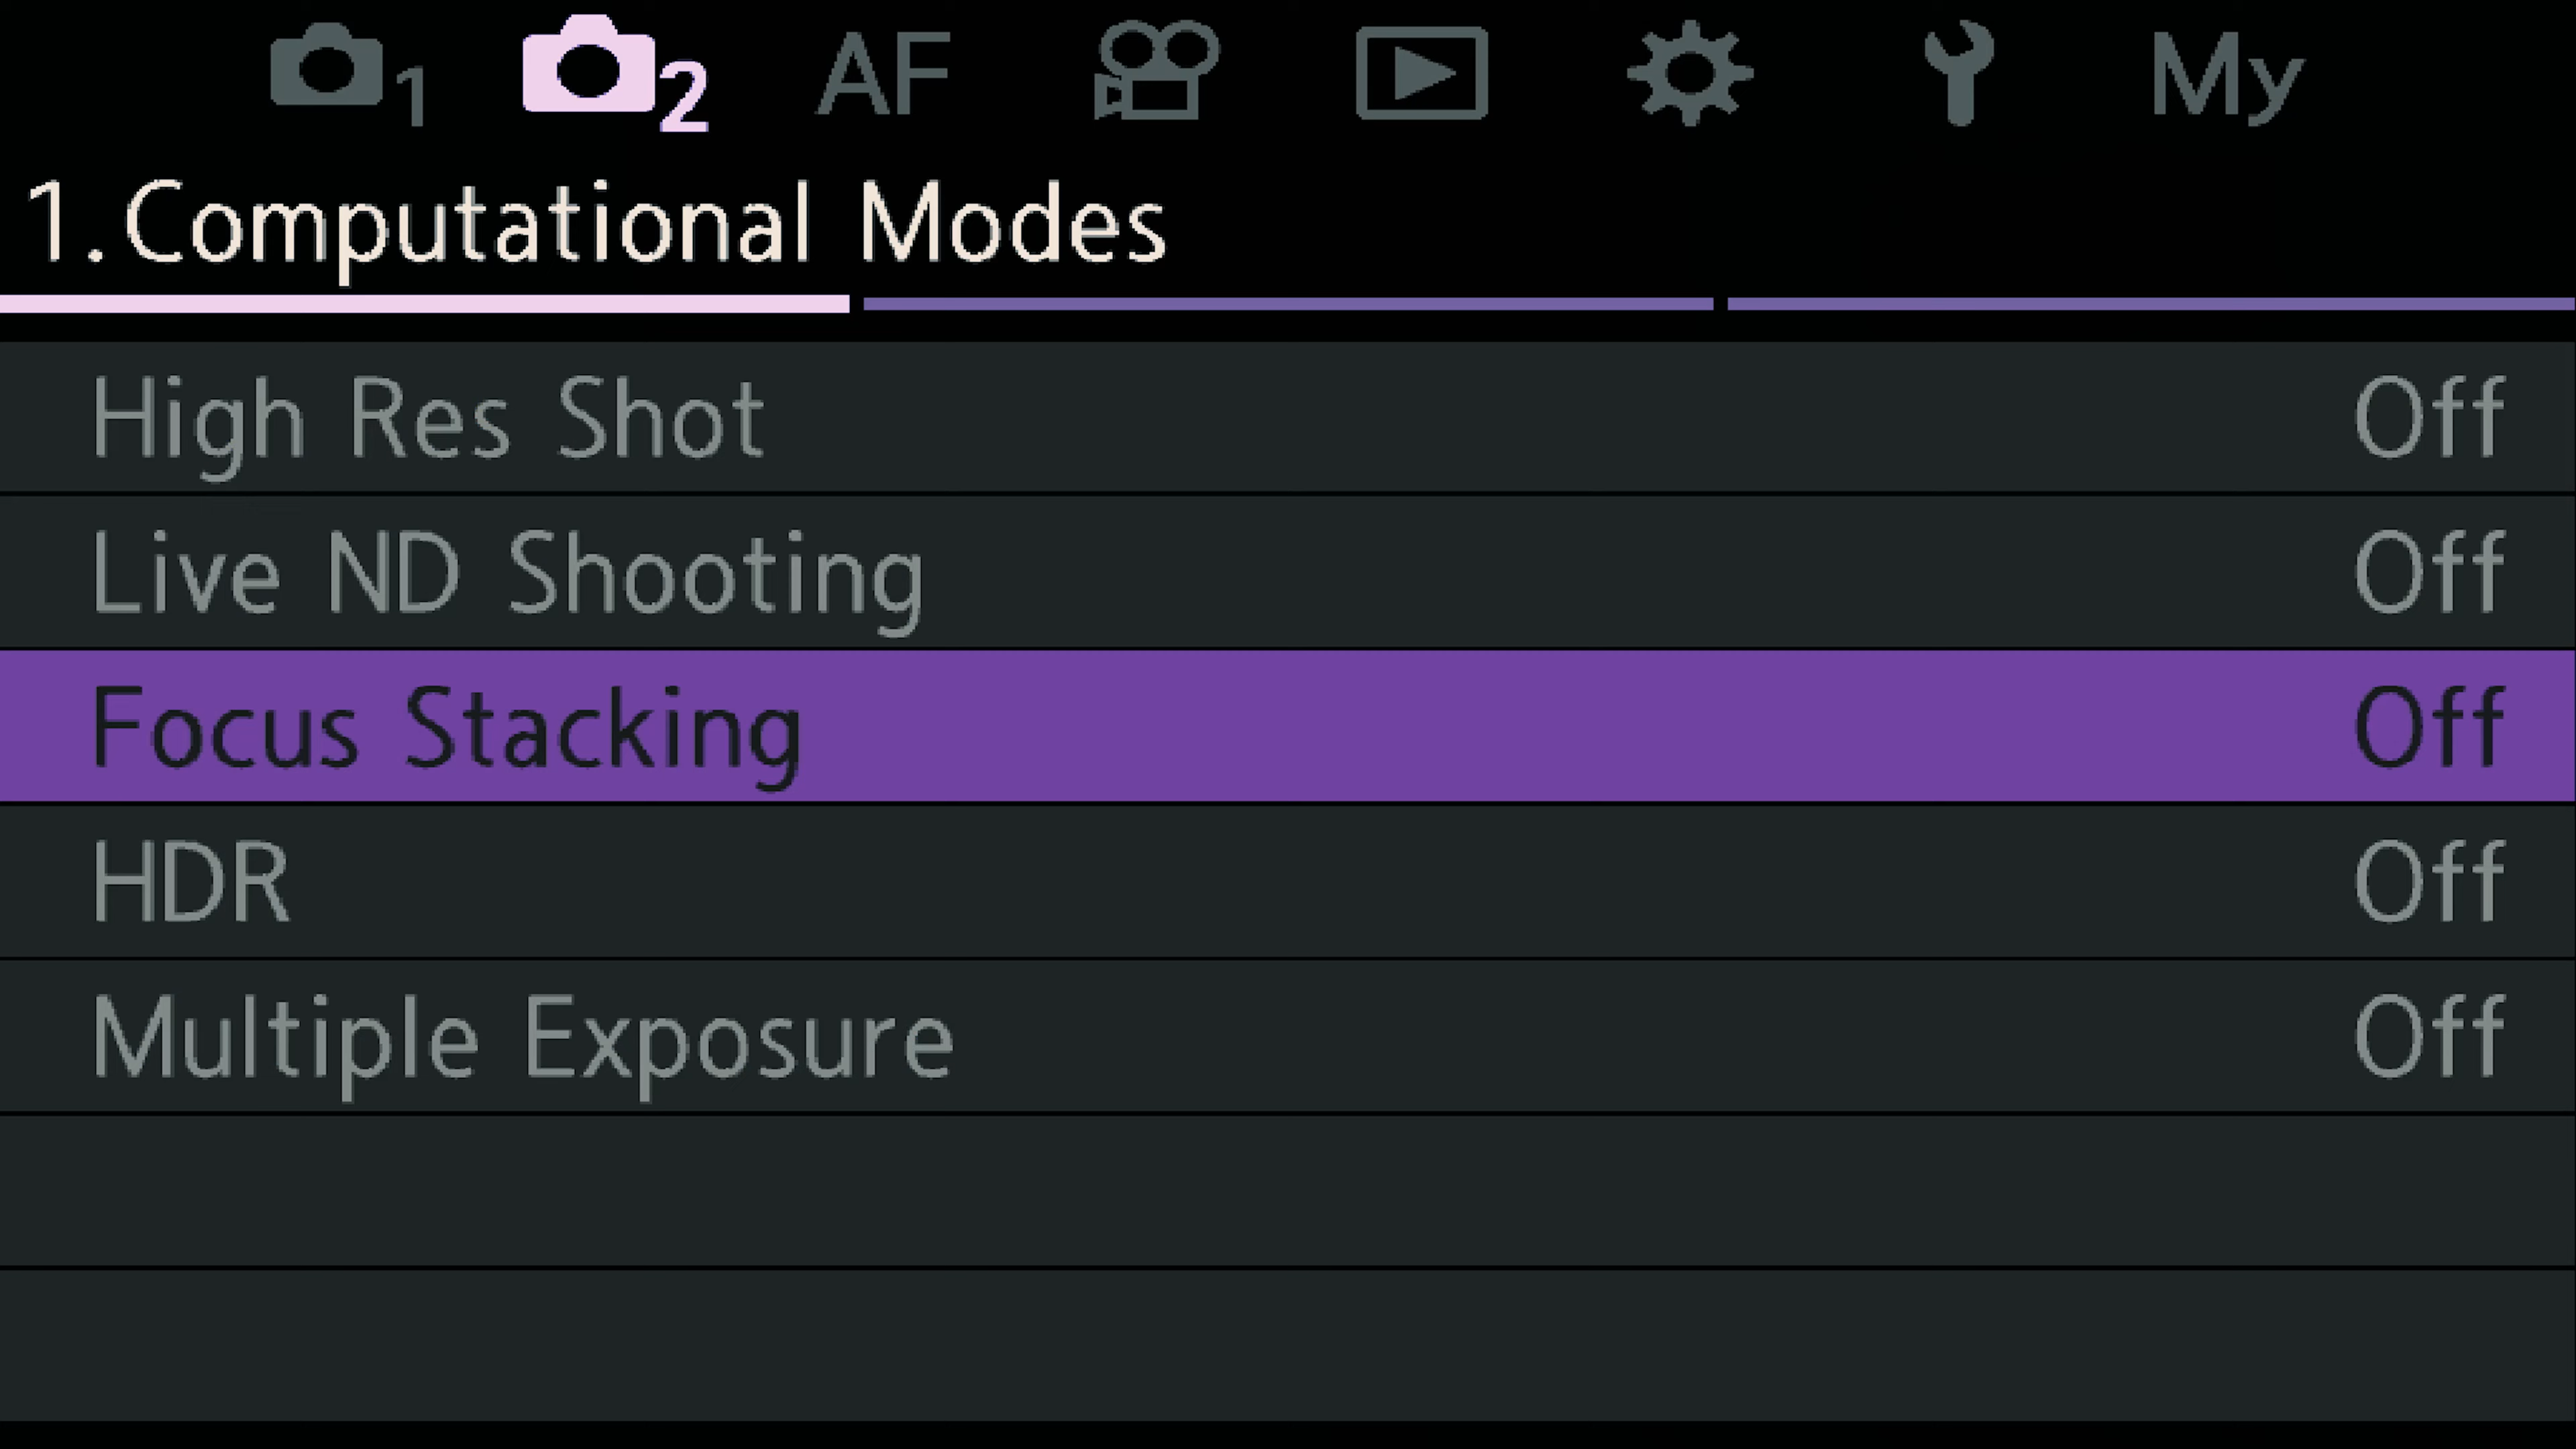 1 2 AF My
1. Computational Modes
High Res Shot Off
Live ND Shooting Off
Focus Stacking Off
HDR Off
Multiple Exposure Off